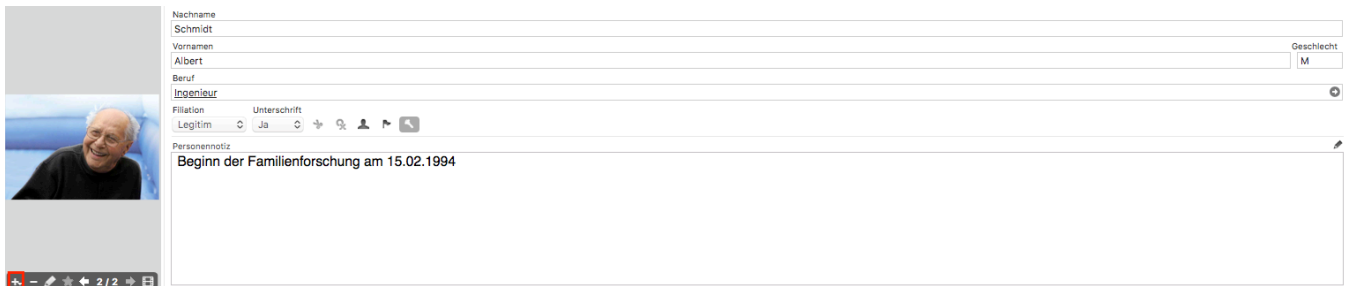 Nachname
Schmidt
Vornamen
Geschlecht
Albert
M
Beruf
Ingenieur
Filiation
Unterschrift
Legitim
Ja
Personennotiz
Beginn der Familienforschung am 15.02.1994
2/2